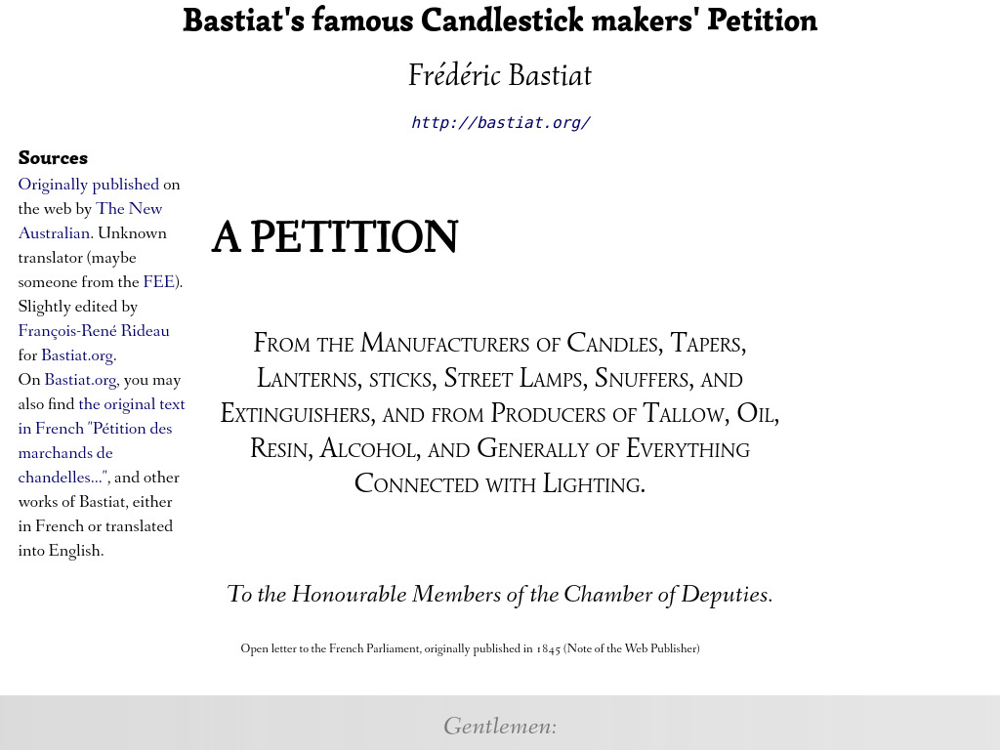 Bastiat's famous Candlestick makers' Petition
Frédéric Bastiat
http://bastiat.org/
Sources
Originally published on
the web by The New
Australian. Unknown
translator (maybe
someone from the FEE).
Slightly edited by
François-René Rideau
for Bastiat.org.
On Bastiat.org, you may
also find the original text
in French "Pétition des
marchands de
chandelles...", and other
works of Bastiat, either
in French or translated
into English.
A PETITION
From the Manufacturers of Candles, Tapers,
Lanterns, sticks, Street Lamps, Snuffers, and
Extinguishers, and from Producers of Tallow, Oil,
Resin, Alcohol, and Generally of Everything
Connected with Lighting.
To the Honourable Members of the Chamber of Deputies.
Open letter to the French Parliament, originally published in 1845 (Note of the Web Publisher)
Gentlemen: